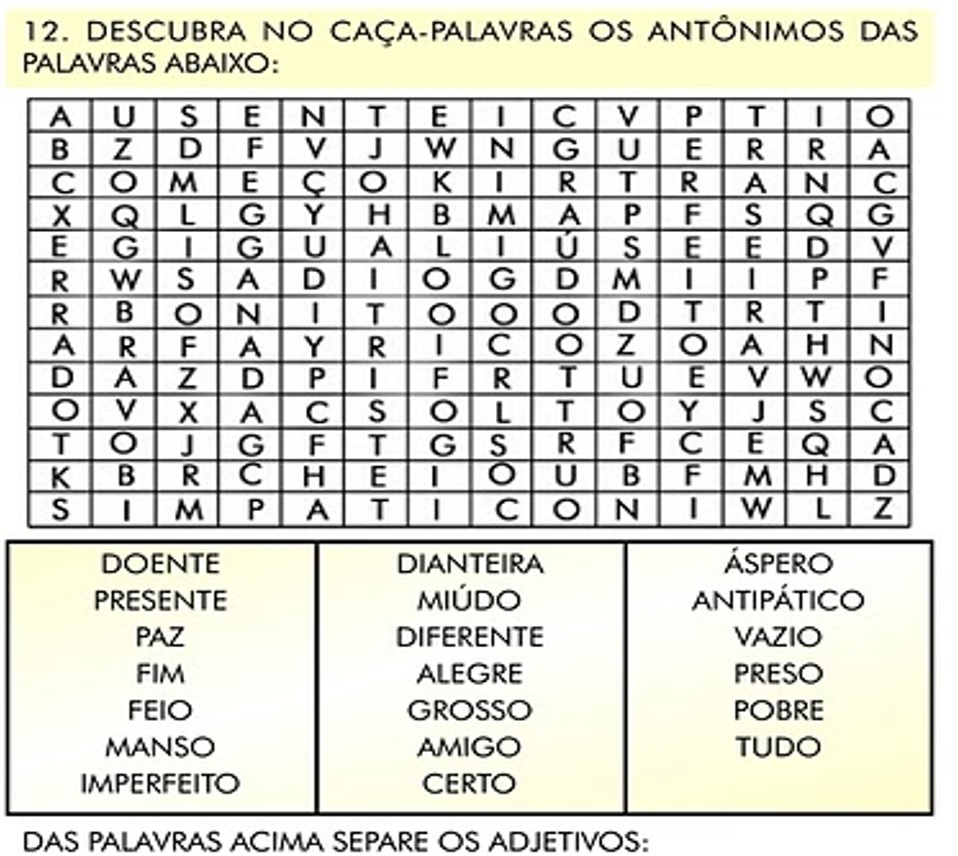 12. DESCUBRA NO CAÇA-PALAVRAS OS ANTÔNIMOS DAS
PALAVRAS ABAIXO:
A U S E N T E I C V P T I O
B Z D F V J W N G U E R R A
C O M E Ç O K I R T R A N C
X Q L G Y H B M A P F S Q G
E G I G U A L I Ú S E E D V
R W S A D I O G D M I I P F
R B O N I T O O O D T R T I
A R F A Y R I C O Z O A H N
D A Z D P I F R T U E V W O
O V X A C S O L T O Y J S C
T O J G F T G S R F C E Q A
K B R C H E I O U B F M H D
S I M P A T I C O N I W L Z
DOENTE DIANTEIRA ÁSPERO
PRESENTE MIÚDO ANTIPÁTICO
PAZ DIFERENTE VAZIO
FIM ALEGRE PRESO
FEIO GROSSO POBRE
MANSO AMIGO TUDO
IMPERFEITO CERTO
DAS PALAVRAS ACIMA SEPARE OS ADJETIVOS: